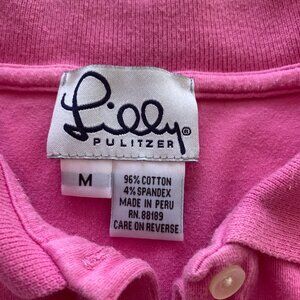 Lilly®
PULITZER
M
96% COTTON
4% SPANDEX
MADE IN PERU
RN. 88189
CARE ON REVERSE